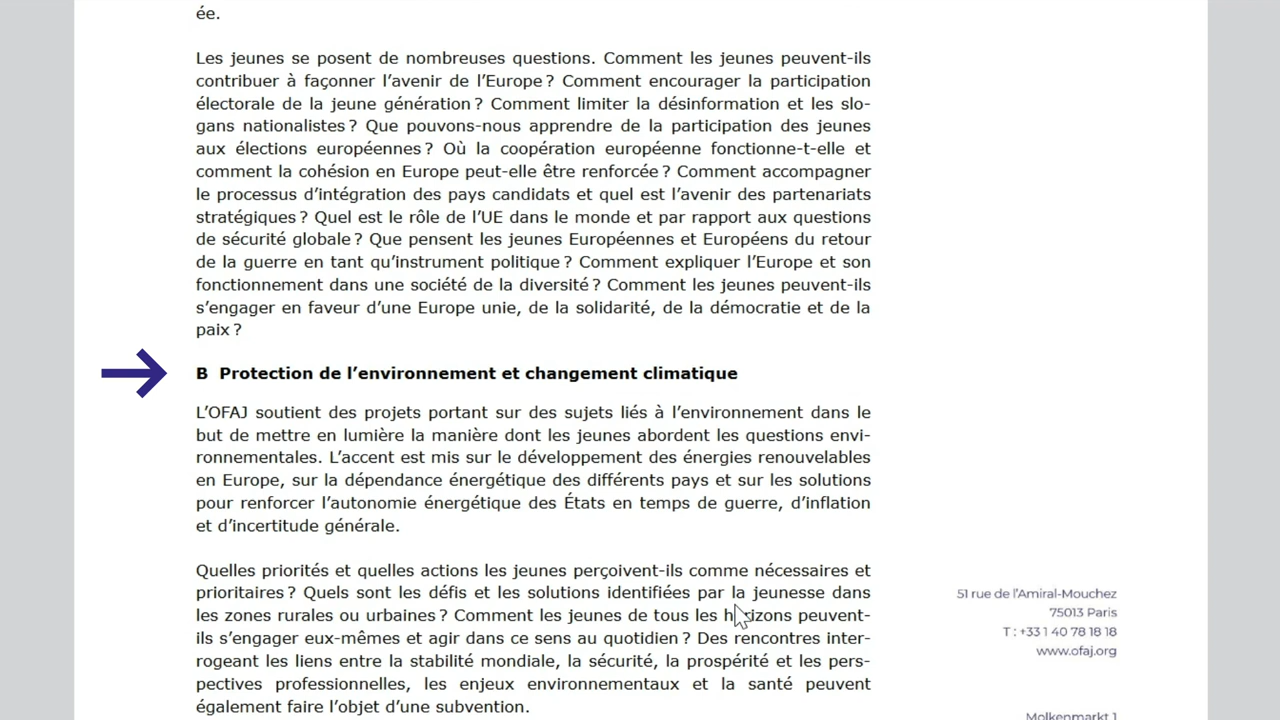 ée.
Les jeunes se posent de nombreuses questions. Comment les jeunes peuvent-ils
contribuer à façonner l’avenir de l’Europe ? Comment encourager la participation
électorale de la jeune génération ? Comment limiter la désinformation et les slo-
gans nationalistes ? Que pouvons-nous apprendre de la participation des jeunes
aux élections européennes ? Où la coopération européenne fonctionne-t-elle et
comment la cohésion en Europe peut-elle être renforcée ? Comment accompagner
le processus d’intégration des pays candidats et quel est l’avenir des partenariats
stratégiques ? Quel est le rôle de l’UE dans le monde et par rapport aux questions
de sécurité globale ? Que pensent les jeunes Européennes et Européens du retour
de la guerre en tant qu’instrument politique ? Comment expliquer l’Europe et son
fonctionnement dans une société de la diversité ? Comment les jeunes peuvent-ils
s’engager en faveur d’une Europe unie, de la solidarité, de la démocratie et de la
paix ?
B Protection de l’environnement et changement climatique
L’OFAJ soutient des projets portant sur des sujets liés à l’environnement dans le
but de mettre en lumière la manière dont les jeunes abordent les questions envi-
ronnementales. L’accent est mis sur le développement des énergies renouvelables
en Europe, sur la dépendance énergétique des différents pays et sur les solutions
pour renforcer l’autonomie énergétique des États en temps de guerre, d’inflation
et d’incertitude générale.
Quelles priorités et quelles actions les jeunes perçoivent-ils comme nécessaires et
prioritaires ? Quels sont les défis et les solutions identifiées par la jeunesse dans
les zones rurales ou urbaines ? Comment les jeunes de tous les horizons peuvent-
ils s’engager eux-mêmes et agir dans ce sens au quotidien ? Des rencontres inter-
rogeant les liens entre la stabilité mondiale, la sécurité, la prospérité et les pers-
pectives professionnelles, les enjeux environnementaux et la santé peuvent
également faire l’objet d’une subvention.
51 rue de l’Amiral-Mouchez
75013 Paris
T : +33 1 40 78 18 18
www.ofaj.org
Molkenmarkt 1